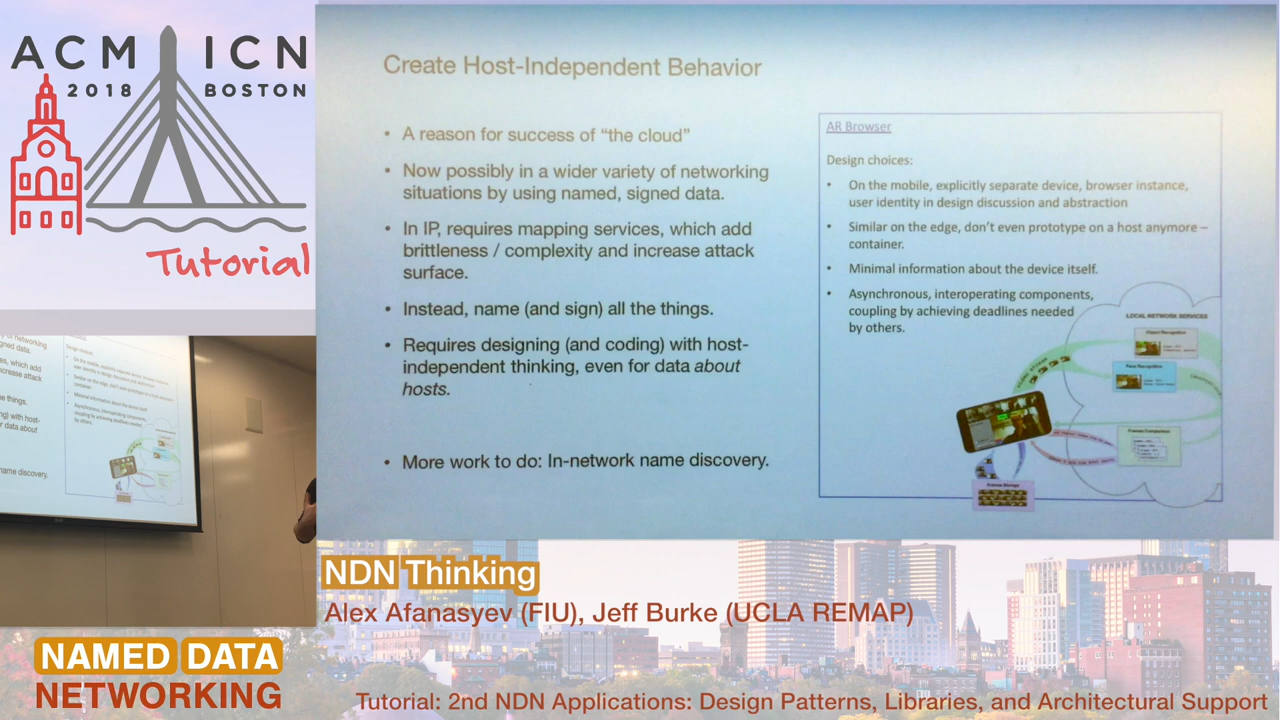 ACM ICN
2018 BOSTON
Tutorial
Create Host-Independent Behavior
• A reason for success of “the cloud”
• Now possibly in a wider variety of networking
situations by using named, signed data.
• In IP, requires mapping services, which add
brittleness / complexity and increase attack
surface.
• Instead, name (and sign) all the things.
• Requires designing (and coding) with host-
independent thinking, even for data about
hosts.
• More work to do: In-network name discovery.
AR Browser
Design choices:
• On the mobile, explicitly separate device, browser instance,
user identity in design discussion and abstraction
• Similar on the edge, don’t even prototype on a host anymore –
container.
• Minimal information about the device itself.
• Asynchronous, interoperating components,
coupling by achieving deadlines needed
by others.
LOCAL NETWORK SERVICES
Object Recognition
Face Recognition
Frames Comparison
NDN Thinking
Alex Afanasyev (FIU), Jeff Burke (UCLA REMAP)
NAMED DATA
NETWORKING
Tutorial: 2nd NDN Applications: Design Patterns, Libraries, and Architectural Support